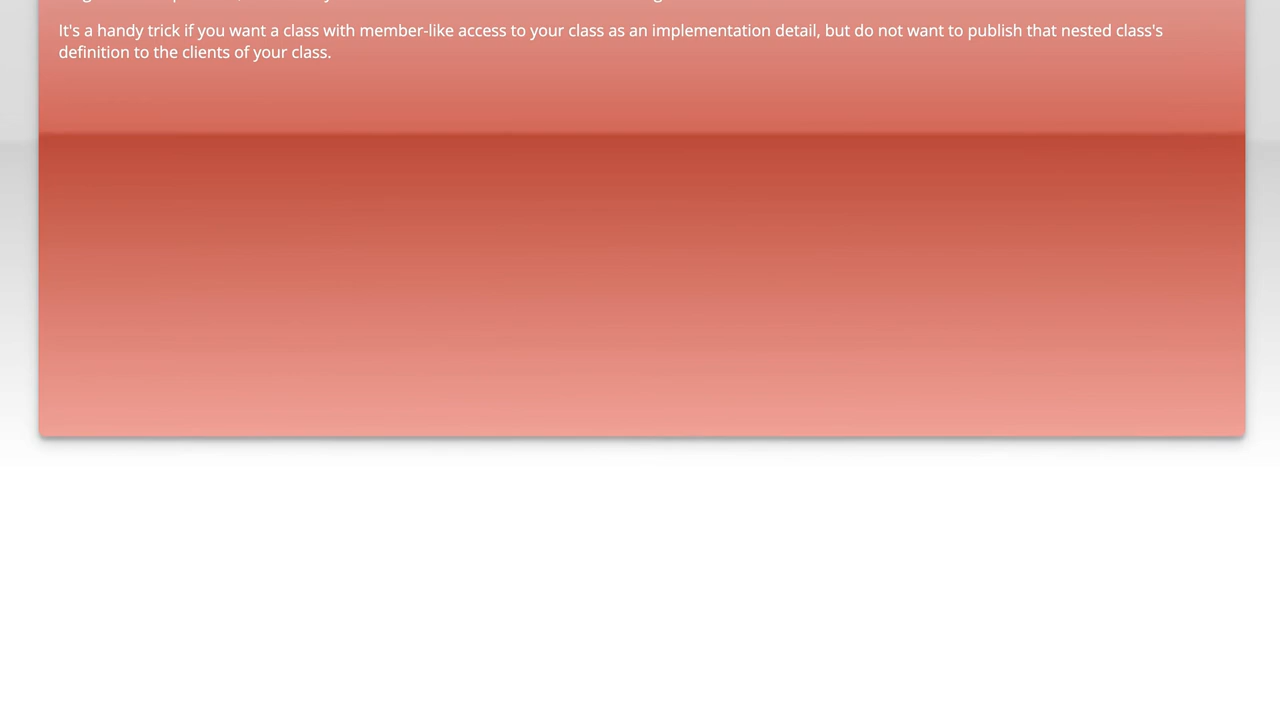 It's a handy trick if you want a class with member-like access to your class as an implementation detail, but do not want to publish that nested class's
definition to the clients of your class.